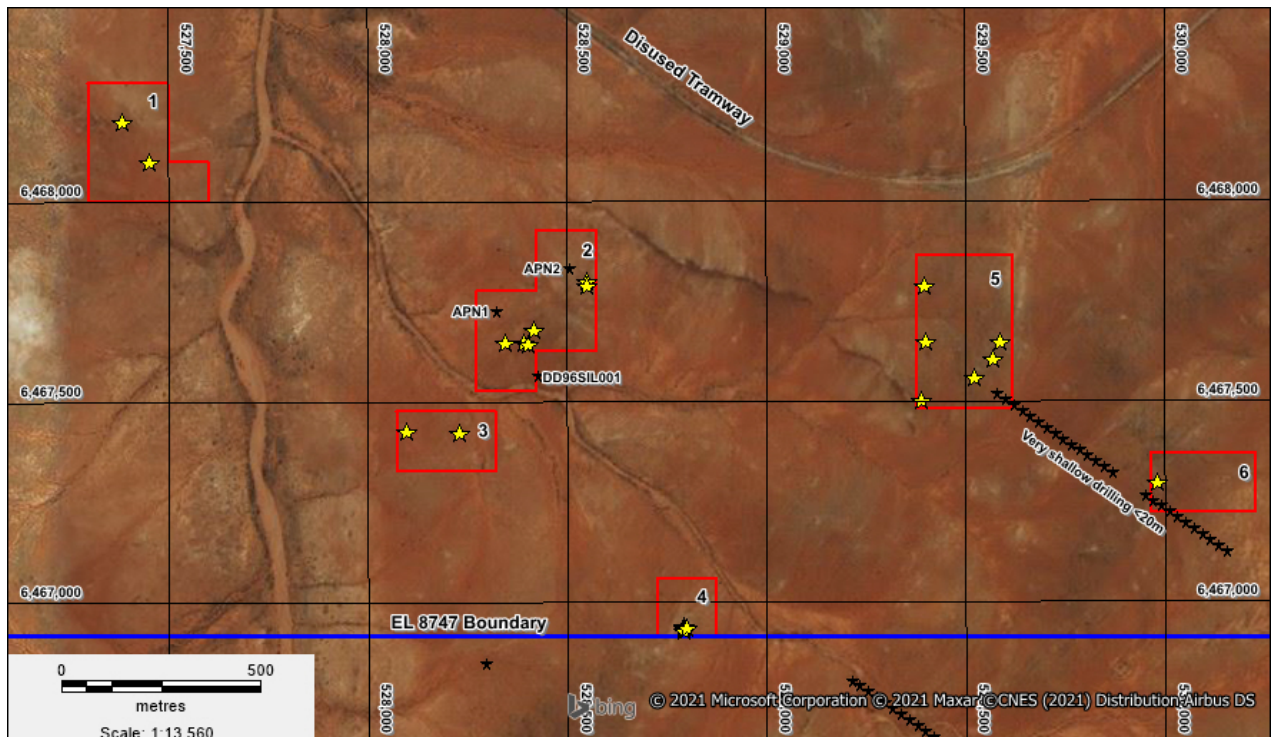 527,500
528,000
528,500
529,000
529,500
530,000
Disused Tramway
1
6,468,000
6,468,000
2
APN2
5
APN1
DD96SIL001
6,467,500
6,467,500
3
Very shallow drilling <20m
6
6,467,000
6,467,000
4
EL 8747 Boundary
0 500
metres
Scale: 1:13,560
528,000
bing
© 2021 Microsoft Corporation © 2021 Maxar ©CNES (2021) Distribution Airbus DS